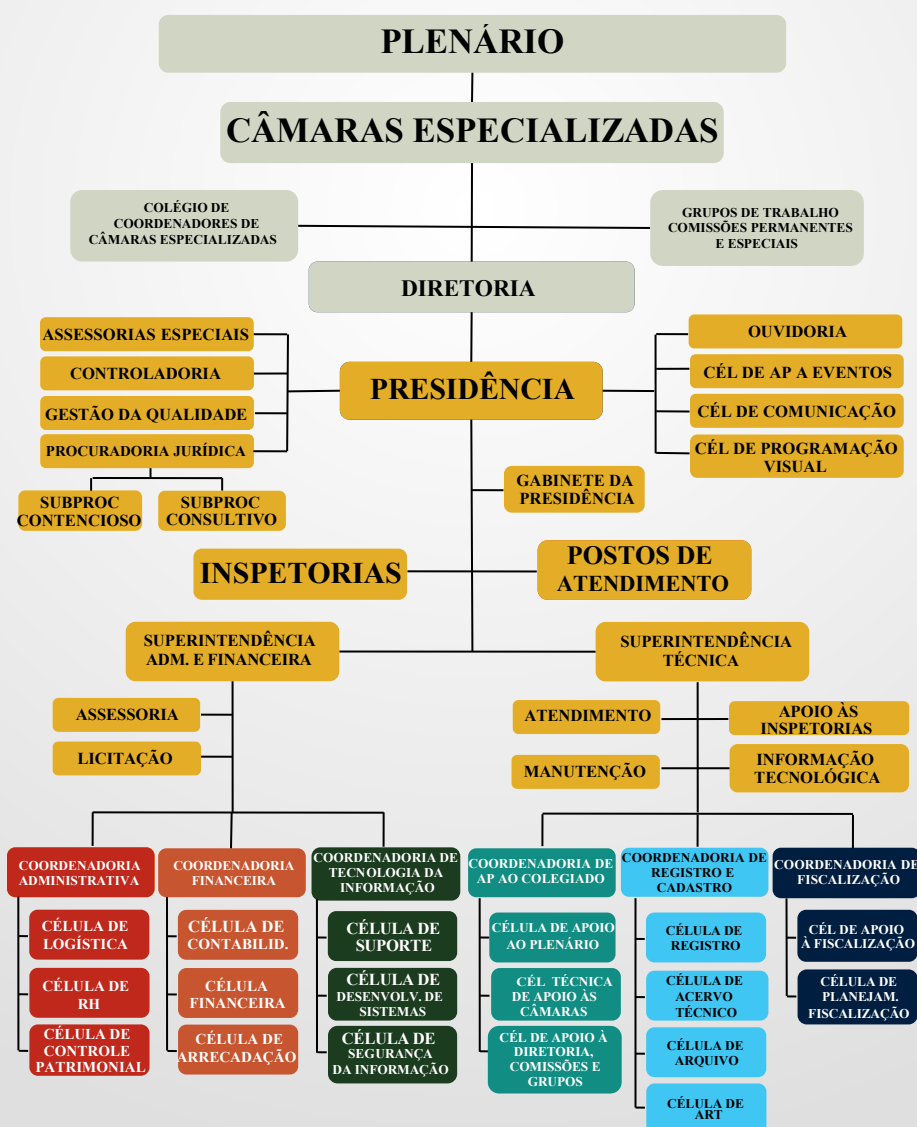 PLENÁRIO
CÂMARAS ESPECIALIZADAS
COLÉGIO DE
COORDENADORES DE
CÂMARAS ESPECIALIZADAS
GRUPOS DE TRABALHO
COMISSÕES PERMANENTES
E ESPECIAIS
DIRETORIA
ASSESSORIAS ESPECIAIS
CONTROLADORIA
GESTÃO DA QUALIDADE
PROCURADORIA JURÍDICA
SUBPROC
CONTENCIOSO
SUBPROC
CONSULTIVO
PRESIDÊNCIA
OUVIDORIA
CÉL DE AP A EVENTOS
CÉL DE COMUNICAÇÃO
CÉL DE PROGRAMAÇÃO
VISUAL
GABINETE DA
PRESIDÊNCIA
INSPETORIAS
POSTOS DE
ATENDIMENTO
SUPERINTENDÊNCIA
ADM. E FINANCEIRA
SUPERINTENDÊNCIA
TÉCNICA
ASSESSORIA
LICITAÇÃO
ATENDIMENTO
APOIO ÀS
INSPETORIAS
MANUTENÇÃO
INFORMAÇÃO
TECNOLÓGICA
COORDENADORIA
ADMINISTRATIVA
CÉLULA DE
LOGÍSTICA
CÉLULA DE
RH
CÉLULA DE
CONTROLE
PATRIMONIAL
COORDENADORIA
FINANCEIRA
CÉLULA DE
CONTABILID.
CÉLULA
FINANCEIRA
CÉLULA DE
ARRECADAÇÃO
COORDENADORIA DE
TECNOLOGIA DA
INFORMAÇÃO
CÉLULA DE
SUPORTE
CÉLULA DE
DESENVOLV. DE
SISTEMAS
CÉLULA DE
SEGURANÇA
DA INFORMAÇÃO
COORDENADORIA DE
AP AO COLEGIADO
CÉLULA DE APOIO
AO PLENÁRIO
CÉL TÉCNICA
DE APOIO ÀS
CÂMARAS
CÉL DE APOIO À
DIRETORIA,
COMISSÕES E
GRUPOS
COORDENADORIA DE
REGISTRO E
CADASTRO
CÉLULA DE
REGISTRO
CÉLULA DE
ACERVO
TÉCNICO
CÉLULA DE
ARQUIVO
CÉLULA DE
ART
COORDENADORIA DE
FISCALIZAÇÃO
CÉL DE APOIO
À FISCALIZAÇÃO
CÉLULA DE
PLANEJAM.
FISCALIZAÇÃO